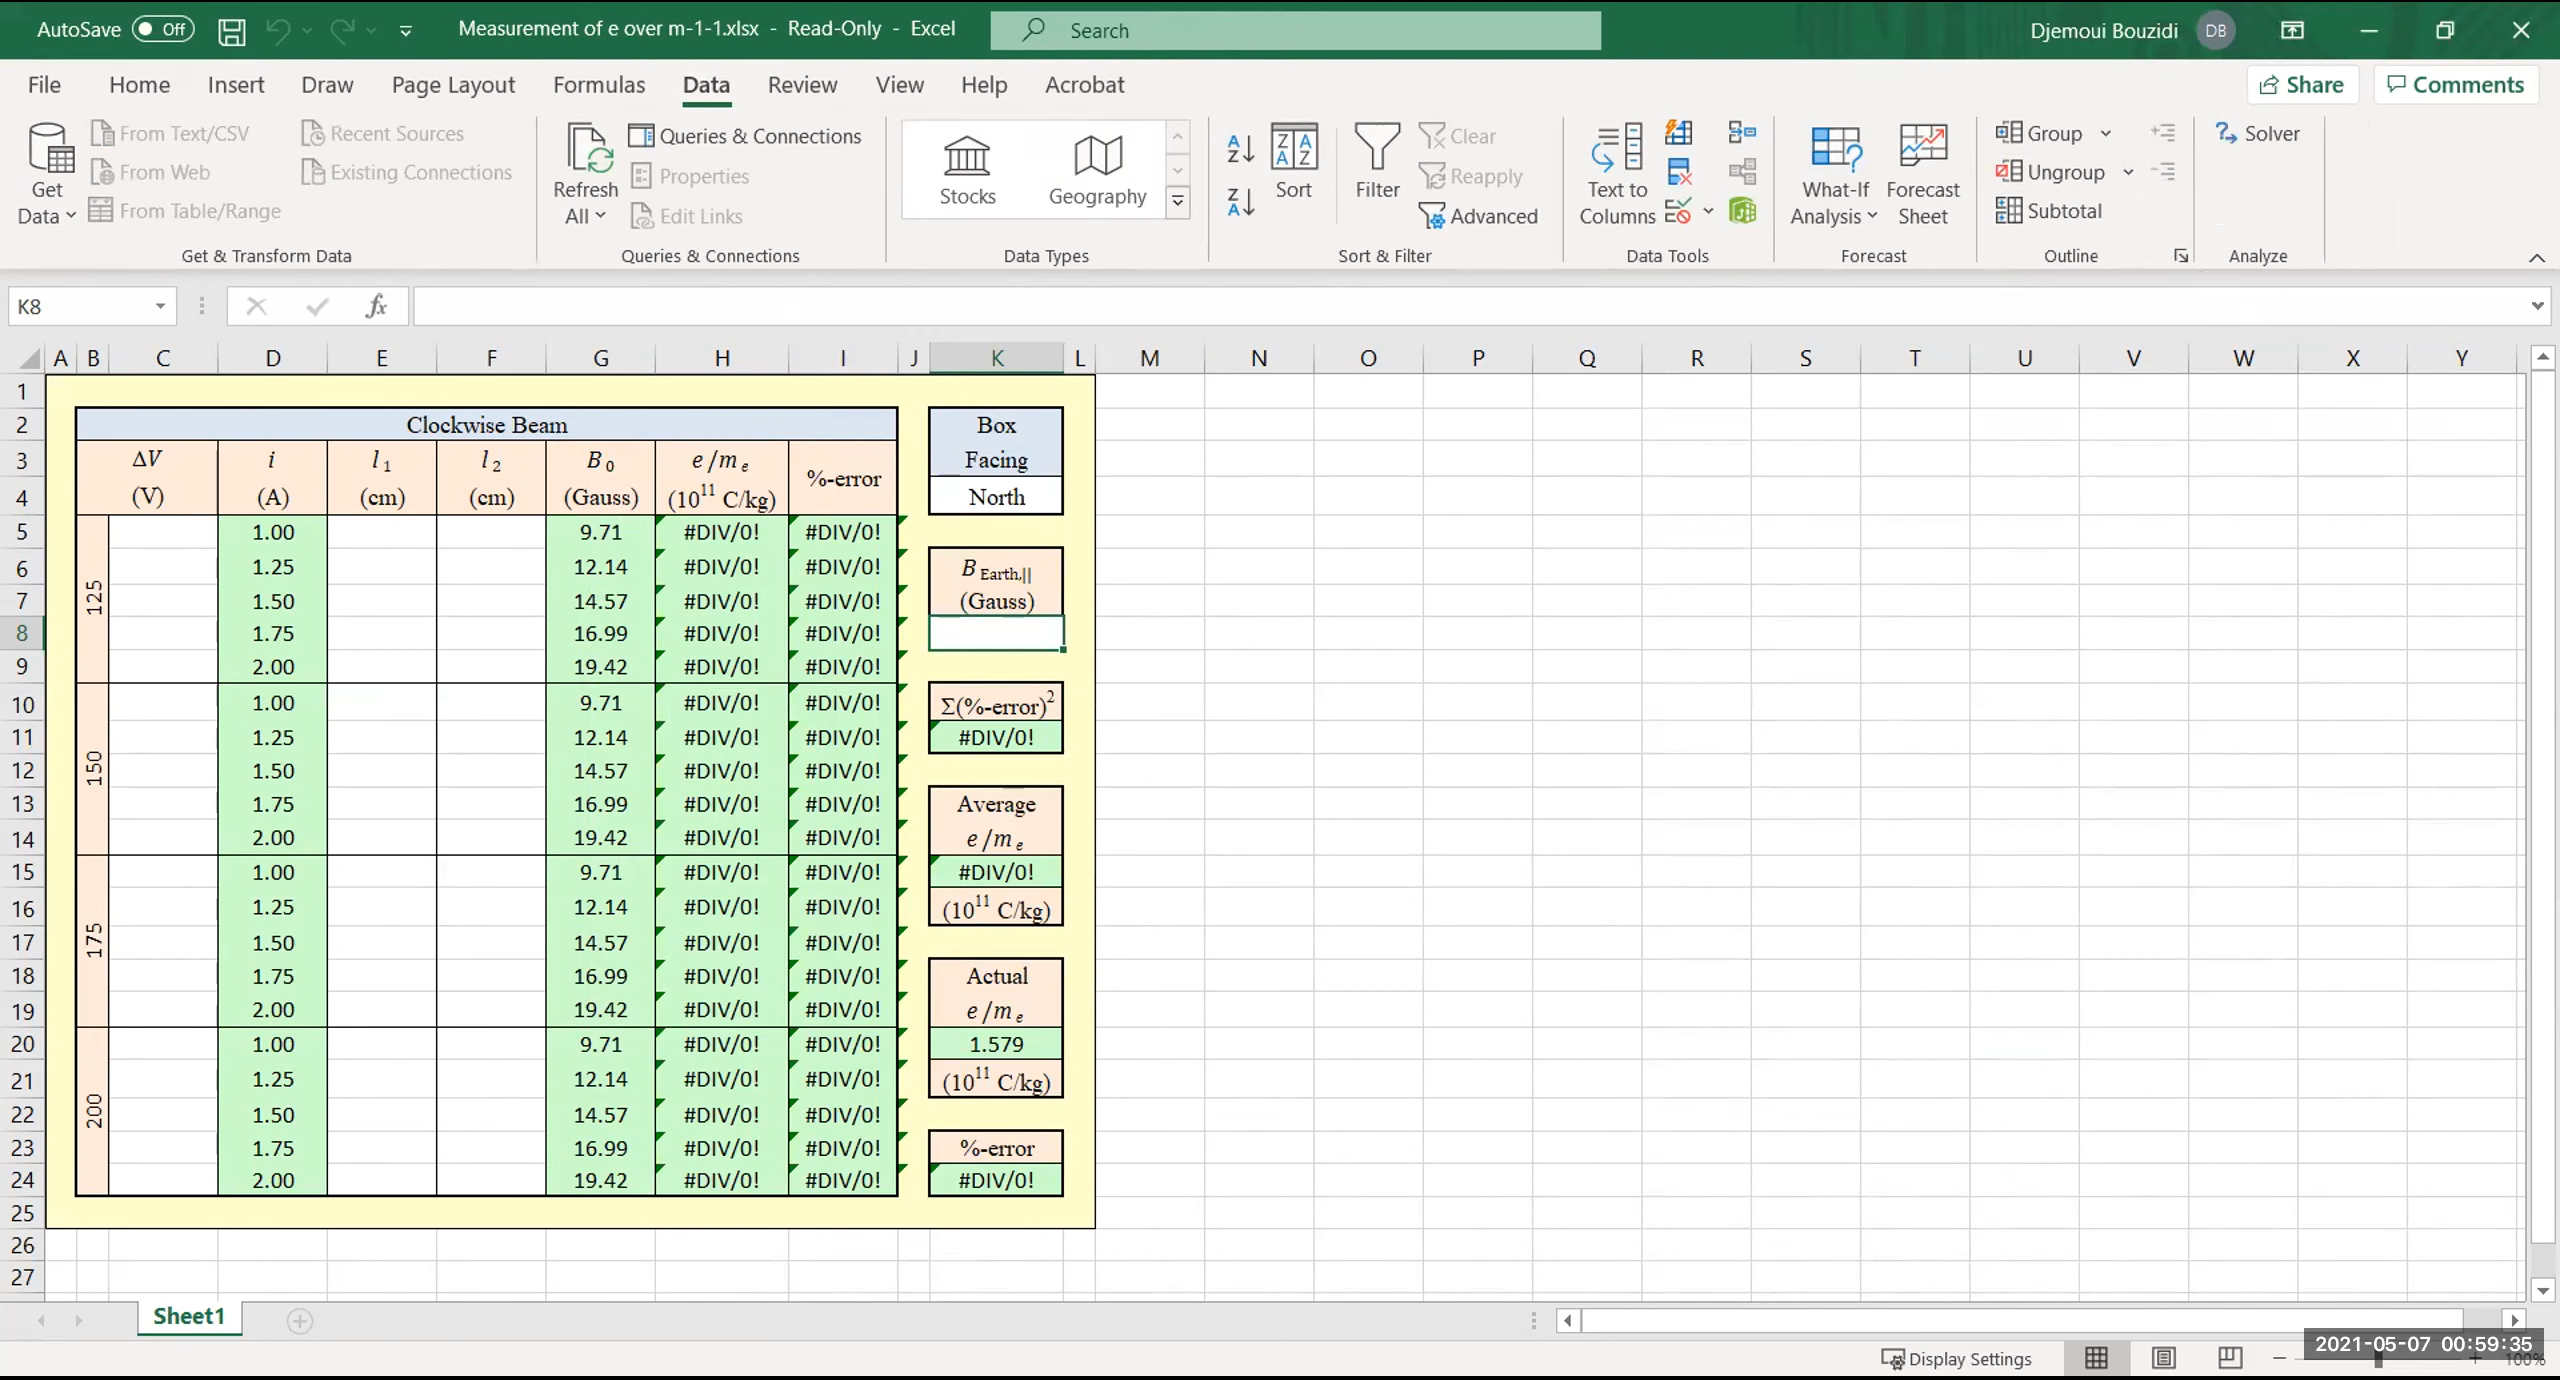 AutoSave Off Measurement of e over m-1-1.xlsx - Read-Only - Excel Search Djemoui Bouzidi DB
File Home Insert Draw Page Layout Formulas Data Review View Help Acrobat Share Comments
Get Data
From Text/CSV
From Web
From Table/Range
Recent Sources
Existing Connections
Get & Transform Data
Refresh All
Queries & Connections
Properties
Edit Links
Queries & Connections
Stocks Geography
Data Types
Sort
Filter
Clear
Reapply
Advanced
Sort & Filter
Text to Columns
Data Tools
What-If Analysis
Forecast Sheet
Forecast
Group
Ungroup
Subtotal
Outline
Solver
Analyze
K8 fx
A B C D E F G H I J K L M N O P Q R S T U V W X Y
1
2 Clockwise Beam Box
3 ΔV i l1 l2 B0 e/me %-error Facing
4 (V) (A) (cm) (cm) (Gauss) (10^11 C/kg) North
5 1.00 9.71 #DIV/0! #DIV/0!
6 1.25 12.14 #DIV/0! #DIV/0! B Earth,||
7 125 1.50 14.57 #DIV/0! #DIV/0! (Gauss)
8 1.75 16.99 #DIV/0! #DIV/0!
9 2.00 19.42 #DIV/0! #DIV/0!
10 1.00 9.71 #DIV/0! #DIV/0! Σ(%-error)^2
11 1.25 12.14 #DIV/0! #DIV/0! #DIV/0!
12 150 1.50 14.57 #DIV/0! #DIV/0!
13 1.75 16.99 #DIV/0! #DIV/0! Average
14 2.00 19.42 #DIV/0! #DIV/0! e/me
15 1.00 9.71 #DIV/0! #DIV/0! #DIV/0!
16 1.25 12.14 #DIV/0! #DIV/0! (10^11 C/kg)
17 175 1.50 14.57 #DIV/0! #DIV/0!
18 1.75 16.99 #DIV/0! #DIV/0! Actual
19 2.00 19.42 #DIV/0! #DIV/0! e/me
20 1.00 9.71 #DIV/0! #DIV/0! 1.579
21 1.25 12.14 #DIV/0! #DIV/0! (10^11 C/kg)
22 200 1.50 14.57 #DIV/0! #DIV/0!
23 1.75 16.99 #DIV/0! #DIV/0! %-error
24 2.00 19.42 #DIV/0! #DIV/0! #DIV/0!
25
26
27
Sheet1
2021-05-07 00:59:35
Display Settings 100%